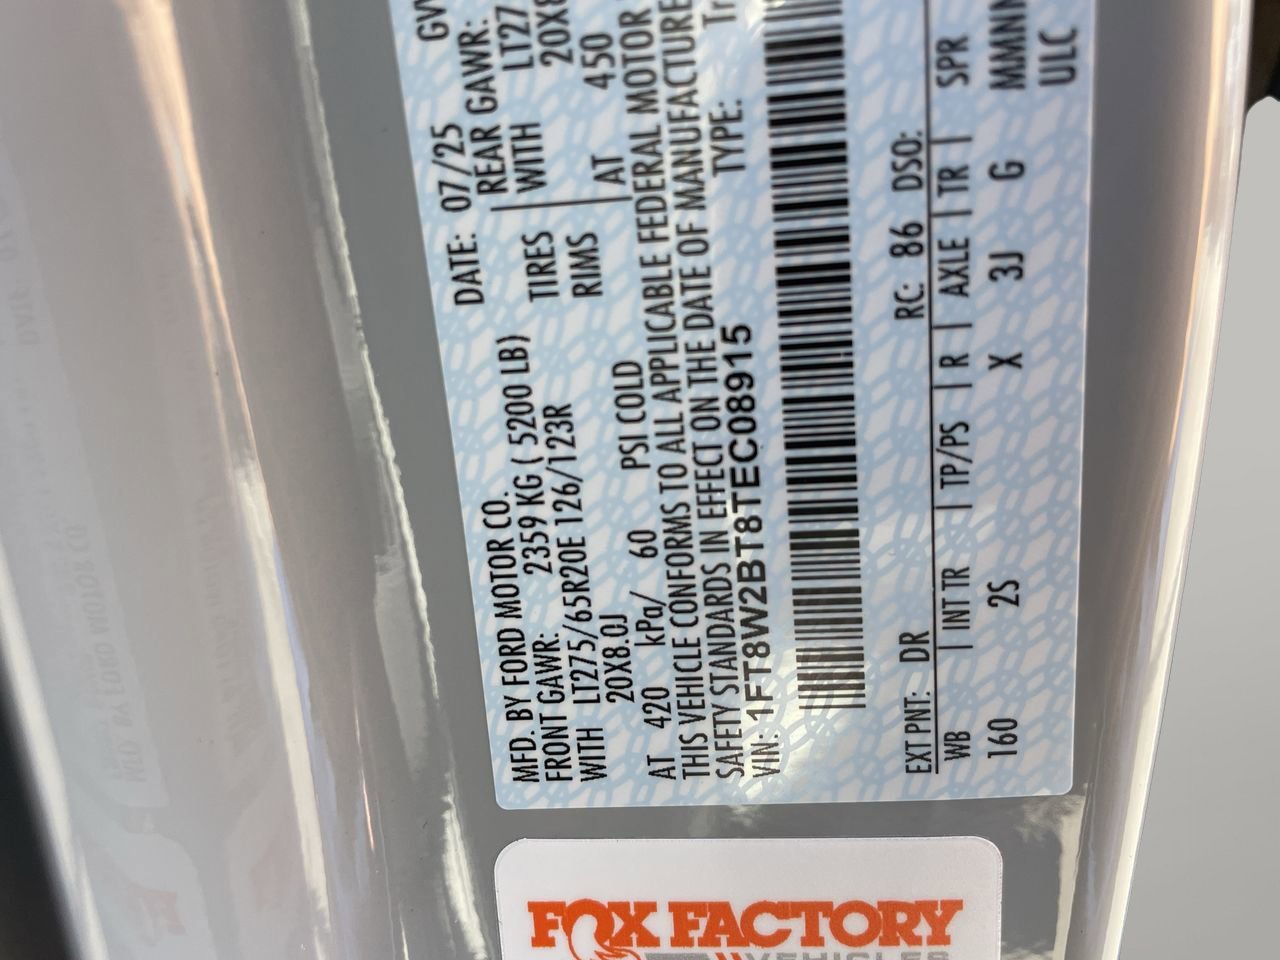 MFD. BY FORD MOTOR CO.
DATE: 07/25
FRONT GAWR: 2359 KG ( 5200 LB)
REAR GAWR:
WITH LT275/65R20E 126/123R TIRES WITH
20X8.0J RIMS
AT 420 kPa/ 60 PSI COLD AT 450
THIS VEHICLE CONFORMS TO ALL APPLICABLE FEDERAL MOTOR
SAFETY STANDARDS IN EFFECT ON THE DATE OF MANUFACTURE
VIN: 1FT8W2BT8TEC08915 TYPE:
EXT PNT: DR RC: 86 DSO:
WB | INT TR | TP/PS | R | AXLE | TR | SPR
160 2S X 3J G
ULC
FOX FACTORY
VEHICLES